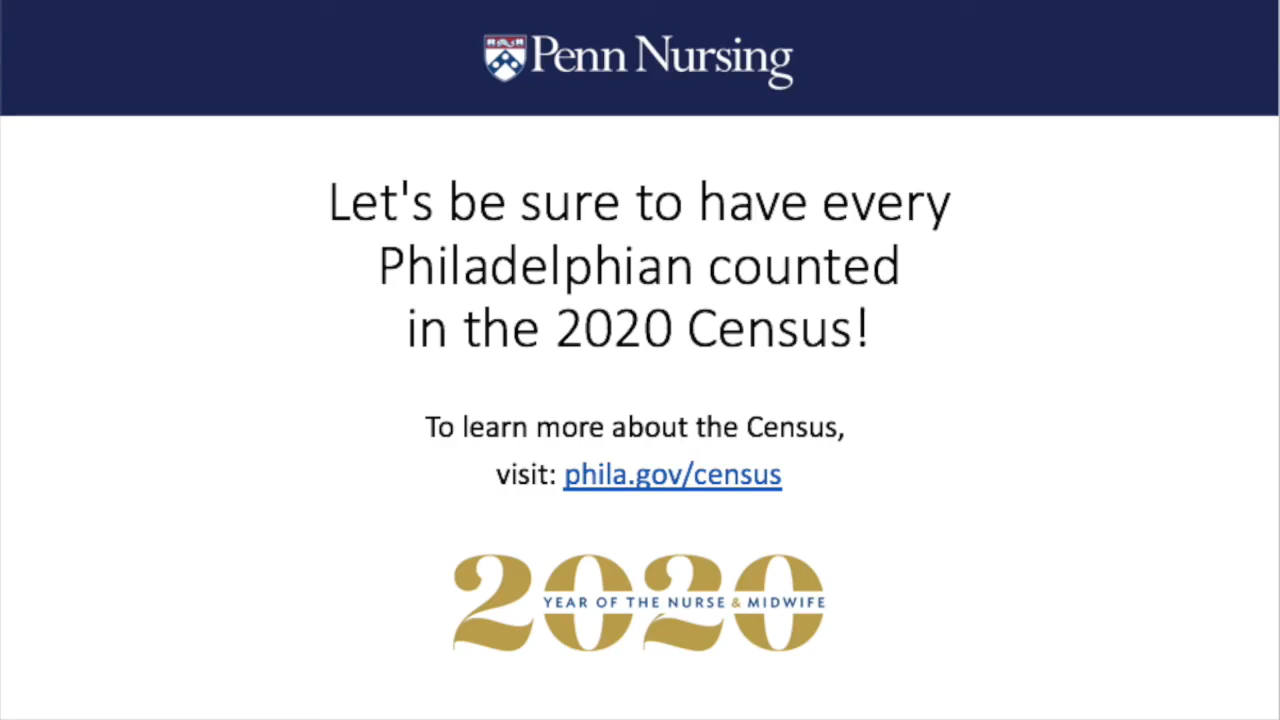 Penn Nursing
Let's be sure to have every
Philadelphian counted
in the 2020 Census!
To learn more about the Census,
visit: phila.gov/census
2020
YEAR OF THE NURSE & MIDWIFE